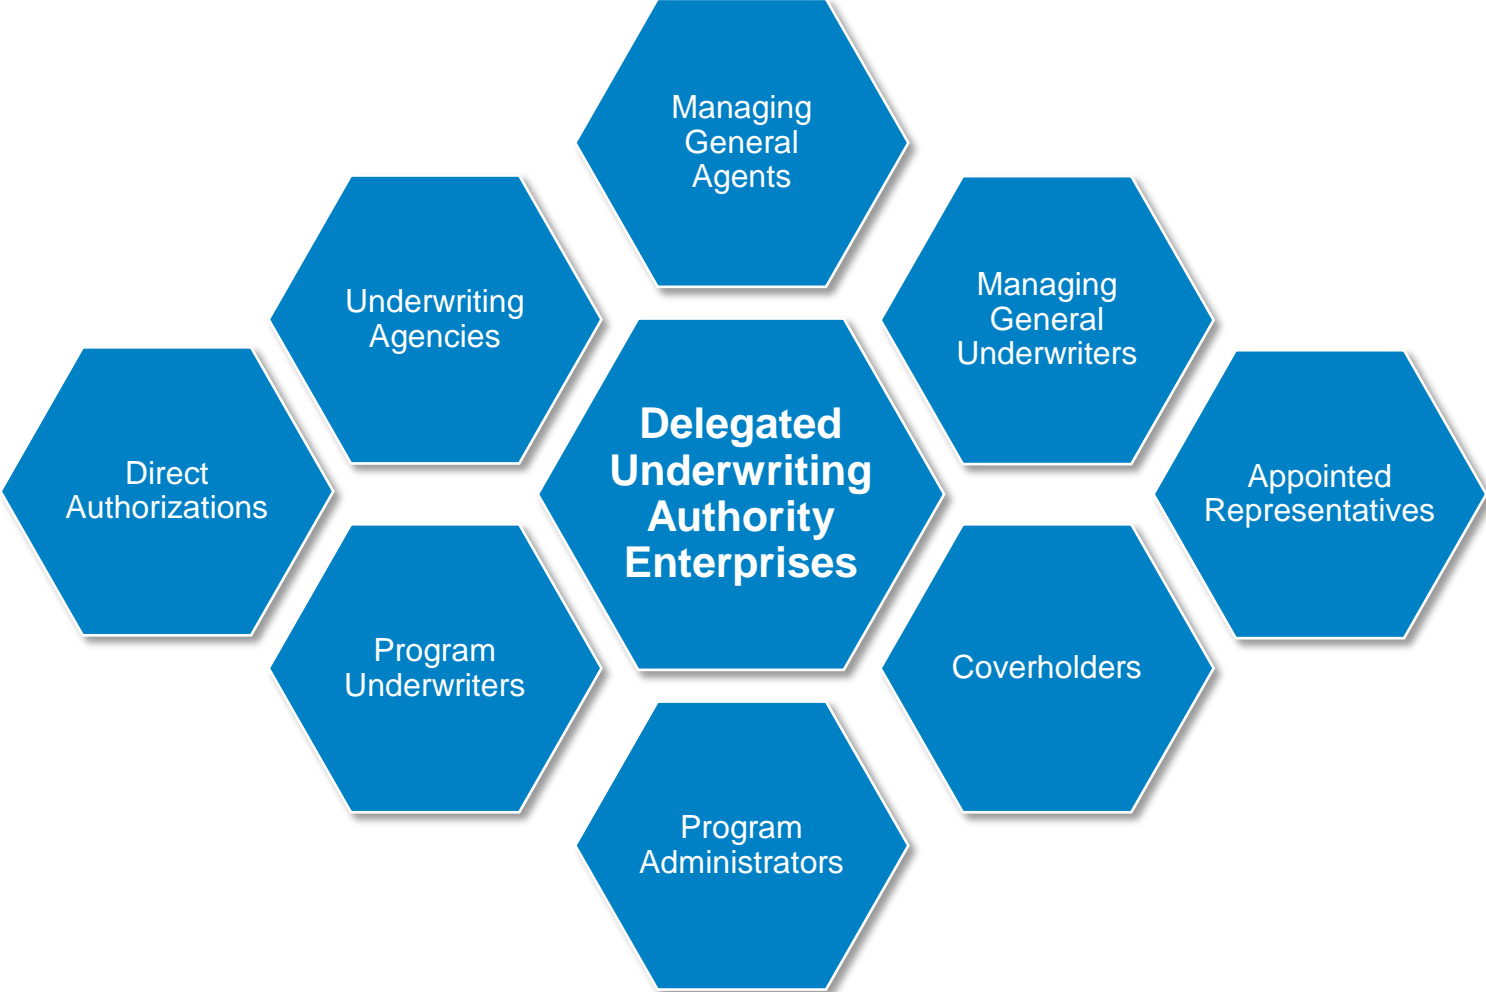 Managing
General
Agents
Underwriting
Agencies
Managing
General
Underwriters
Direct
Authorizations
Delegated
Underwriting
Authority
Enterprises
Appointed
Representatives
Program
Underwriters
Coverholders
Program
Administrators